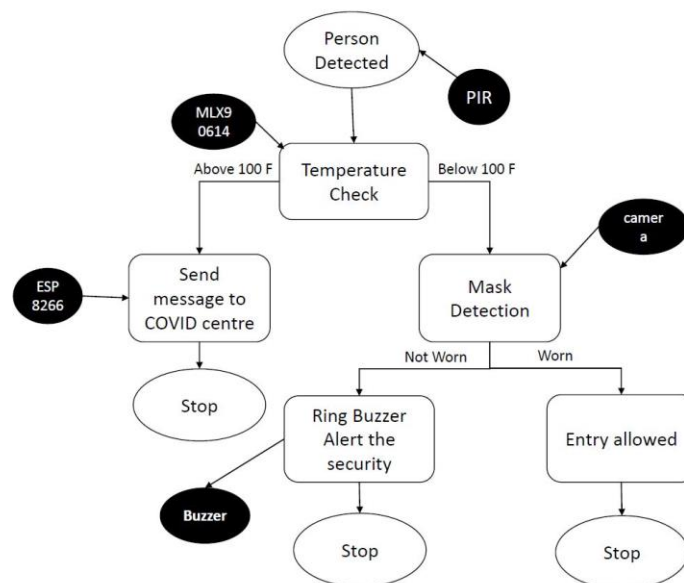 Person
Detected
PIR
MLX9
0614
Above 100 F
Temperature
Check
Below 100 F
camer
a
ESP
8266
Send
message to
COVID centre
Mask
Detection
Not Worn
Worn
Stop
Ring Buzzer
Alert the
security
Entry allowed
Buzzer
Stop
Stop